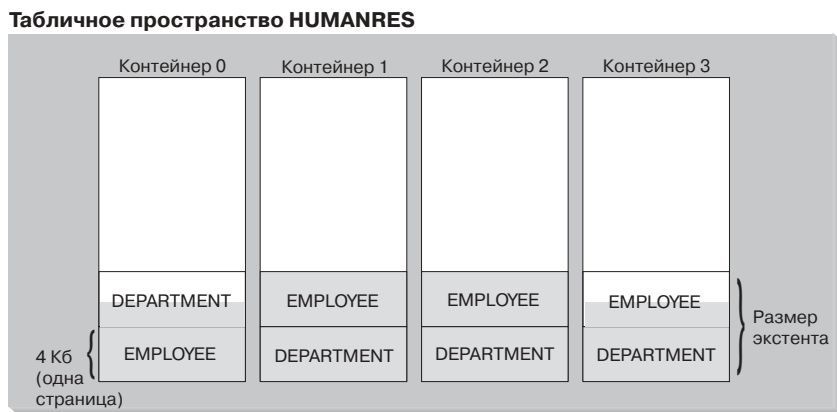 Табличное пространство HUMANRES
Контейнер 0
Контейнер 1
Контейнер 2
Контейнер 3
DEPARTMENT
EMPLOYEE
EMPLOYEE
EMPLOYEE
EMPLOYEE
DEPARTMENT
DEPARTMENT
DEPARTMENT
4 Кб
(одна
страница)
Размер
экстента